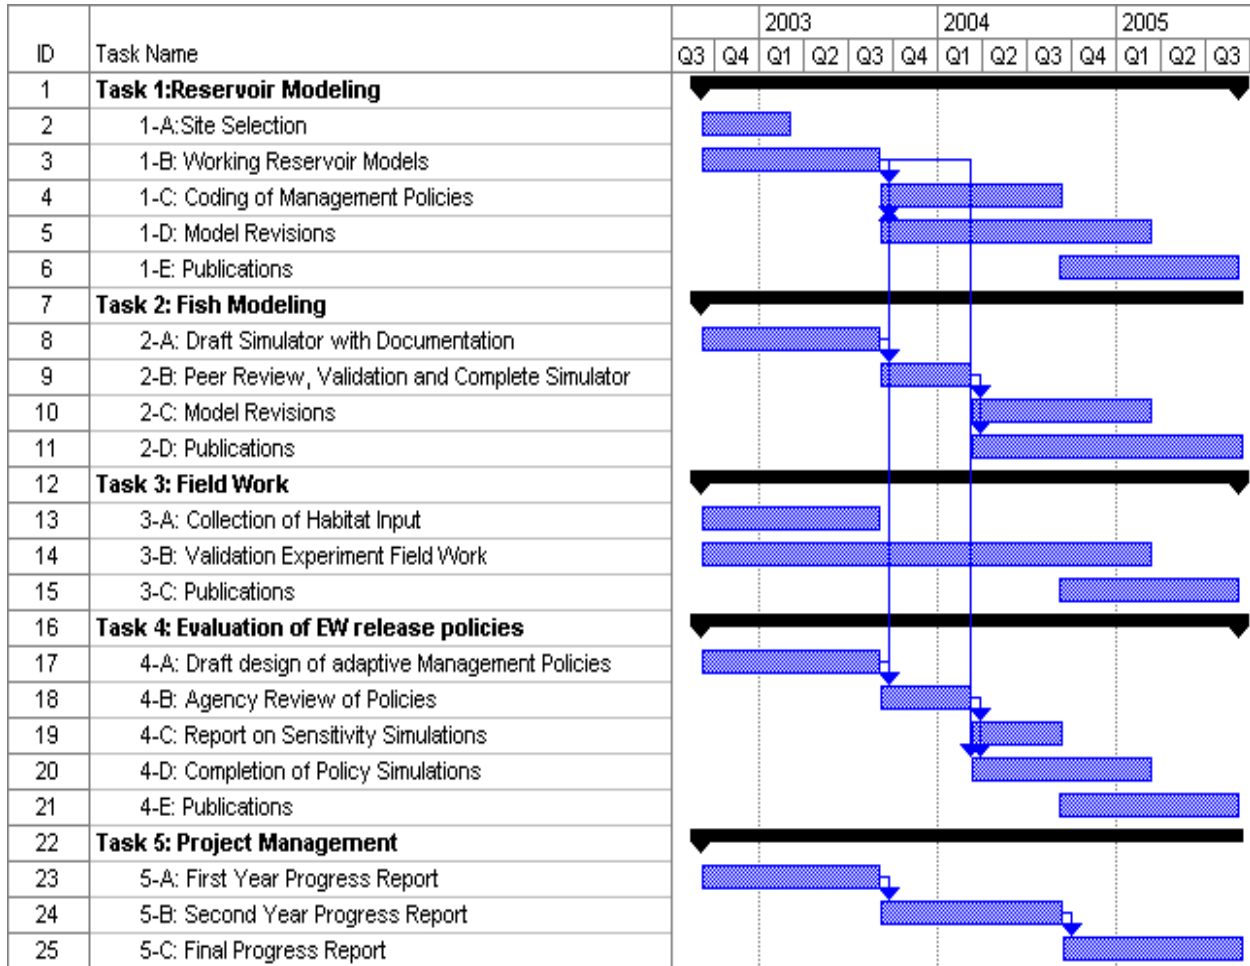 2003 2004 2005
ID Task Name Q3 Q4 Q1 Q2 Q3 Q4 Q1 Q2 Q3 Q4 Q1 Q2 Q3
1 Task 1:Reservoir Modeling
2 1-A:Site Selection
3 1-B: Working Reservoir Models
4 1-C: Coding of Management Policies
5 1-D: Model Revisions
6 1-E: Publications
7 Task 2: Fish Modeling
8 2-A: Draft Simulator with Documentation
9 2-B: Peer Review, Validation and Complete Simulator
10 2-C: Model Revisions
11 2-D: Publications
12 Task 3: Field Work
13 3-A: Collection of Habitat Input
14 3-B: Validation Experiment Field Work
15 3-C: Publications
16 Task 4: Evaluation of EW release policies
17 4-A: Draft design of adaptive Management Policies
18 4-B: Agency Review of Policies
19 4-C: Report on Sensitivity Simulations
20 4-D: Completion of Policy Simulations
21 4-E: Publications
22 Task 5: Project Management
23 5-A: First Year Progress Report
24 5-B: Second Year Progress Report
25 5-C: Final Progress Report